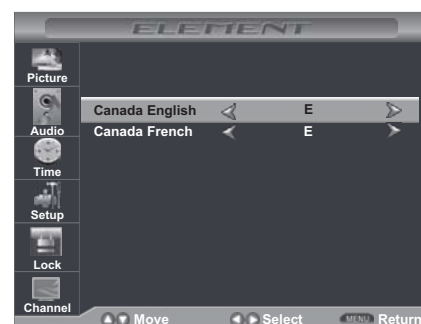 ELEMENT
Picture
Audio
Time
Setup
Lock
Channel
Canada English E
Canada French E
Move Select MENU Return